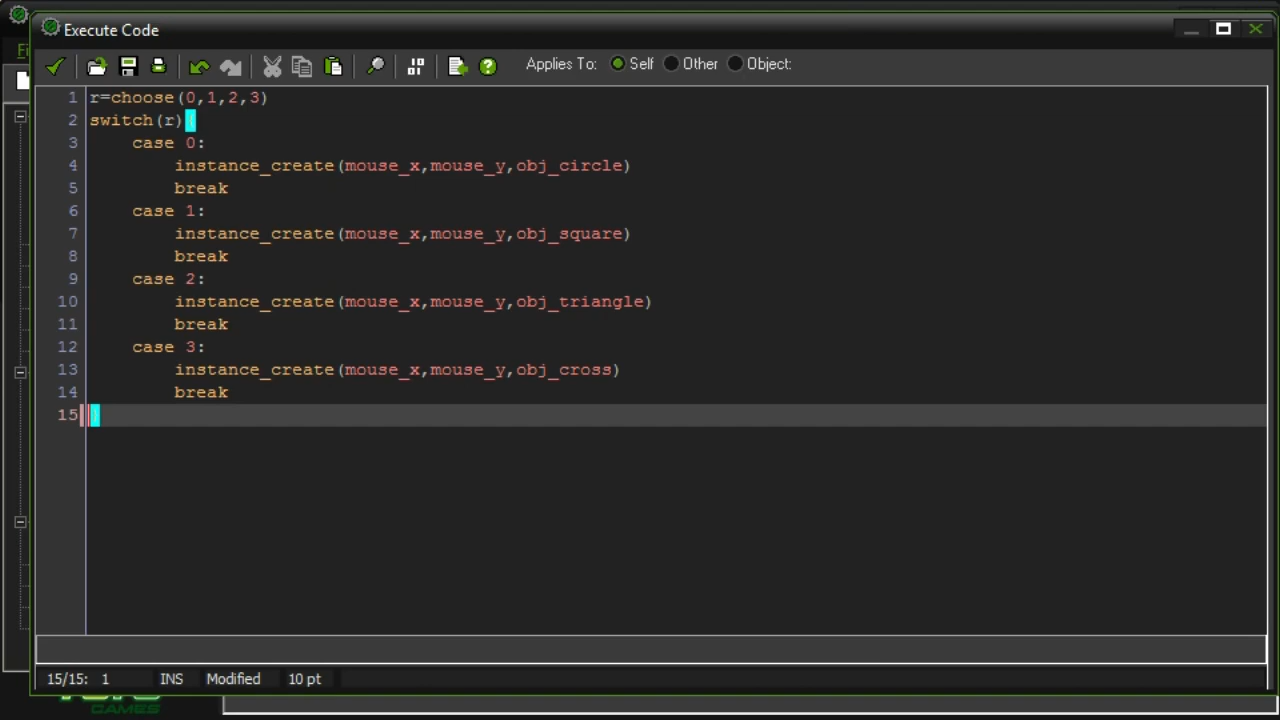 Execute Code
Fi
Applies To: Self Other Object:
1 r=choose(0,1,2,3)
2 switch(r){
3 case 0:
4 instance_create(mouse_x,mouse_y,obj_circle)
5 break
6 case 1:
7 instance_create(mouse_x,mouse_y,obj_square)
8 break
9 case 2:
10 instance_create(mouse_x,mouse_y,obj_triangle)
11 break
12 case 3:
13 instance_create(mouse_x,mouse_y,obj_cross)
14 break
15 }
15/15: 1 INS Modified 10 pt
GAMES